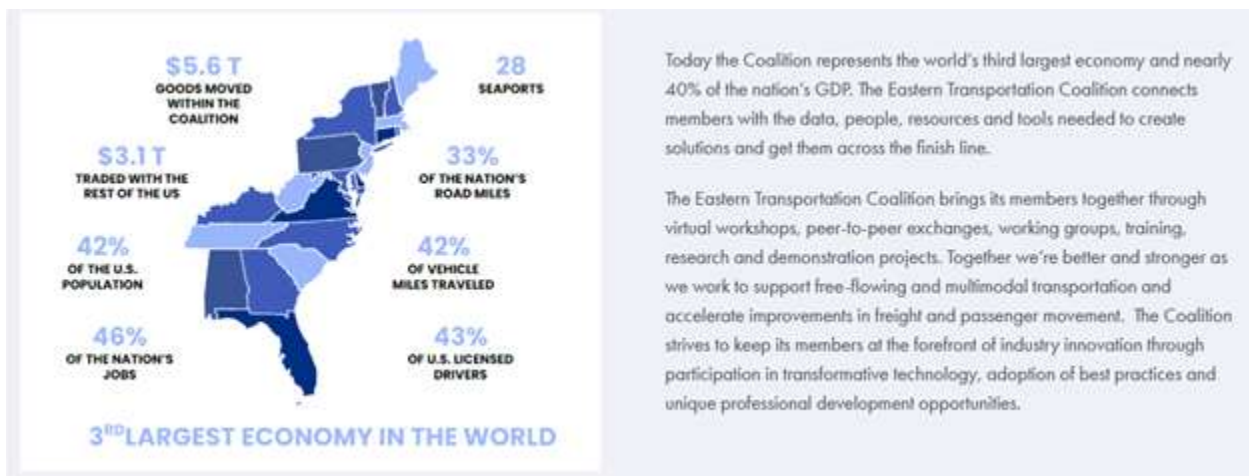 $5.6 T
GOODS MOVED
WITHIN THE
COALITION
28
SEAPORTS
$3.1 T
TRADED WITH THE
REST OF THE US
33%
OF THE NATION'S
ROAD MILES
42%
OF THE U.S.
POPULATION
42%
OF VEHICLE
MILES TRAVELED
46%
OF THE NATION'S
JOBS
43%
OF U.S. LICENSED
DRIVERS
3RD LARGEST ECONOMY IN THE WORLD
Today the Coalition represents the world's third largest economy and nearly
40% of the nation's GDP. The Eastern Transportation Coalition connects
members with the data, people, resources and tools needed to create
solutions and get them across the finish line.
The Eastern Transportation Coalition brings its members together through
virtual workshops, peer-to-peer exchanges, working groups, training,
research and demonstration projects. Together we're better and stronger as
we work to support free-flowing and multimodal transportation and
accelerate improvements in freight and passenger movement. The Coalition
strives to keep its members at the forefront of industry innovation through
participation in transformative technology, adoption of best practices and
unique professional development opportunities.